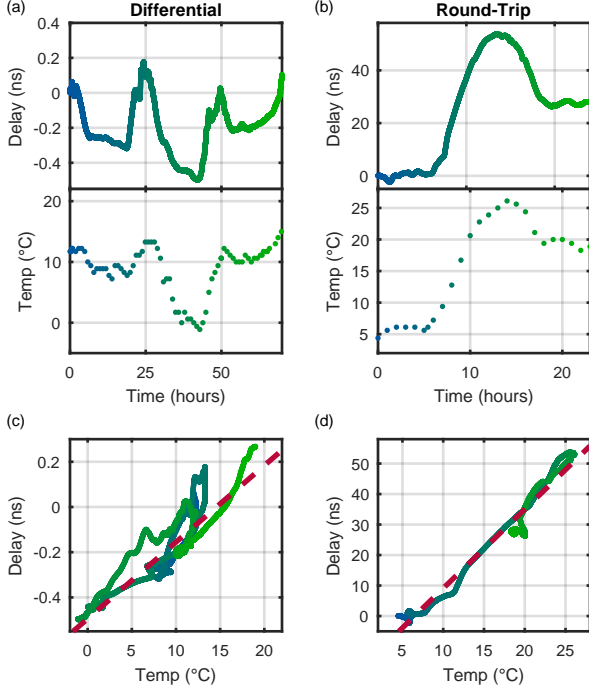 (a) Differential
(b) Round-Trip
Delay (ns)
0.4
0.2
0
-0.2
-0.4
Delay (ns)
40
20
0
Temp (°C)
20
10
0
0 25 50
Time (hours)
Temp (°C)
25
20
15
10
5
0 10 20
Time (hours)
(c)
Delay (ns)
0.2
0
-0.2
-0.4
0 5 10 15 20
Temp (°C)
(d)
Delay (ns)
50
40
30
20
10
0
5 10 15 20 25
Temp (°C)